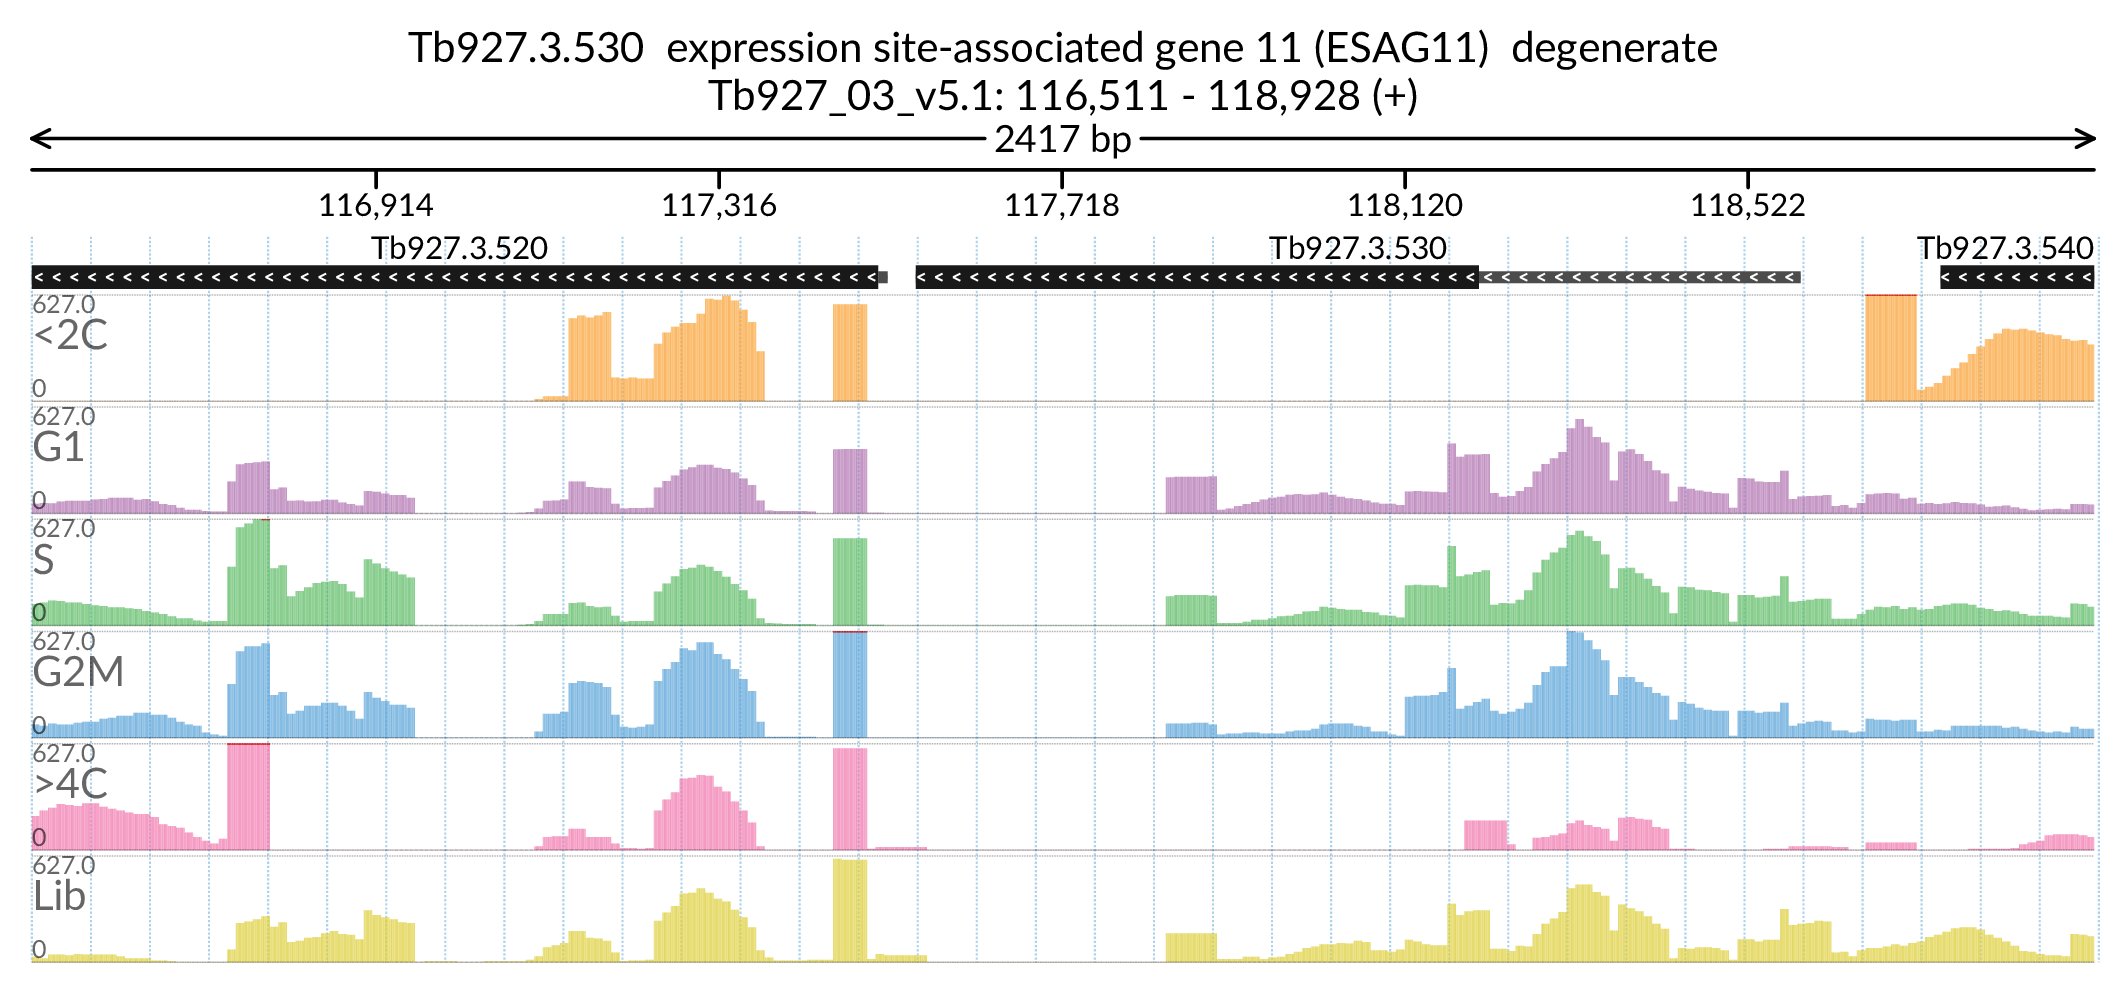 Tb927.3.530 expression site-associated gene 11 (ESAG11) degenerate
Tb927_03_v5.1: 116,511 - 118,928 (+)
2417 bp
116,914 117,316 117,718 118,120 118,522
Tb927.3.520 Tb927.3.530 Tb927.3.540
627.0
<2C
0
627.0
G1
0
627.0
S
0
627.0
G2M
0
627.0
>4C
0
627.0
Lib
0